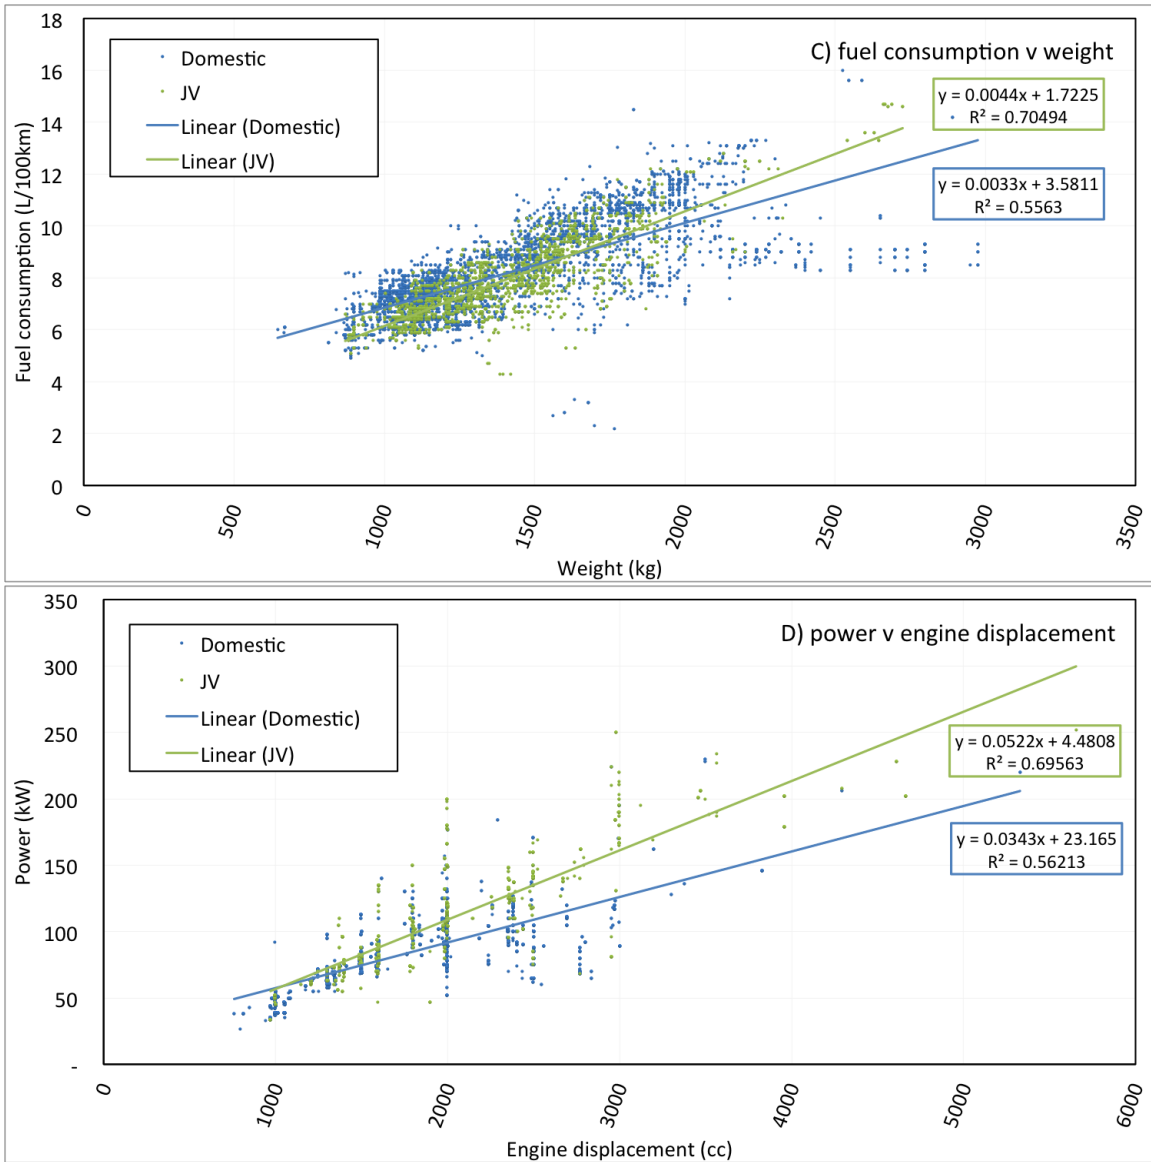 C) fuel consumption v weight
Domestic
JV
Linear (Domestic)
Linear (JV)
y = 0.0044x + 1.7225
R² = 0.70494
y = 0.0033x + 3.5811
R² = 0.5563
Fuel consumption (L/100km)
18
16
14
12
10
8
6
4
2
0
0
500
1000
1500
2000
2500
3000
3500
Weight (kg)
D) power v engine displacement
Domestic
JV
Linear (Domestic)
Linear (JV)
y = 0.0522x + 4.4808
R² = 0.69563
y = 0.0343x + 23.165
R² = 0.56213
Power (kW)
350
300
250
200
150
100
50
-
0
1000
2000
3000
4000
5000
6000
Engine displacement (cc)